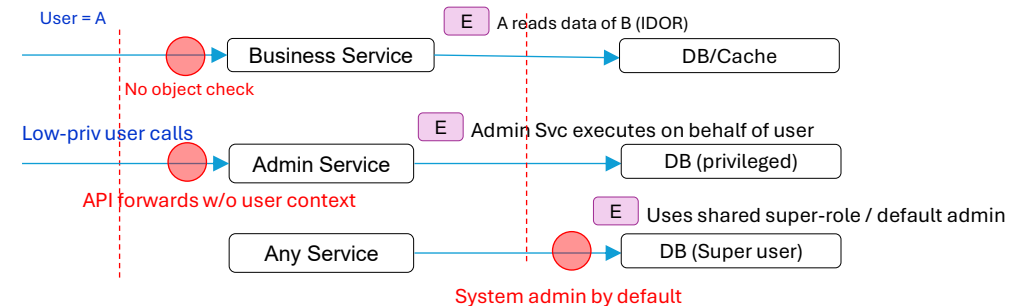 User = A
E
A reads data of B (IDOR)
Business Service
DB/Cache
No object check
Low-priv user calls
E
Admin Svc executes on behalf of user
Admin Service
DB (privileged)
API forwards w/o user context
E
Uses shared super-role / default admin
Any Service
DB (Super user)
System admin by default